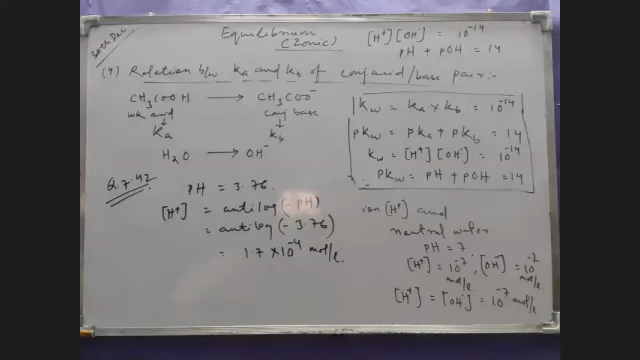 30th Dec
Equilibrium
(Ionic)
[H⁺][OH⁻] = 10⁻¹⁴
pH + pOH = 14
(4) Relation b/w Ka and Kb of conj acid/base pair:-
CH₃COOH → CH₃COO⁻
wk acid conj base
↓ ↓
Ka Kb
H₂O → OH⁻
Kw = Ka × Kb = 10⁻¹⁴
pKw = pKa + pKb = 14
Kw = [H⁺][OH⁻] = 10⁻¹⁴
∴ pKw = pH + pOH = 14
Q.7.42
pH = 3.76
[H⁺] = antilog (- pH)
= antilog (- 3.76)
= 1.7 × 10⁻⁴ mol/L
ion [H⁺] and
neutral water
pH = 7
[H⁺] = 10⁻⁷ mol/L, [OH⁻] = 10⁻⁷ mol/L
[H⁺] = [OH⁻] = 10⁻⁷ mol/L